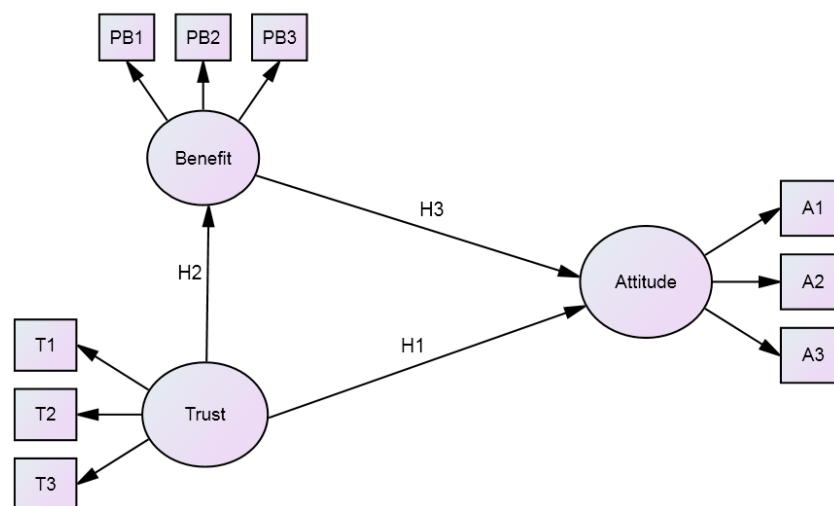 PB1
PB2
PB3
Benefit
H3
A1
H2
Attitude
A2
T1
H1
A3
T2
Trust
T3